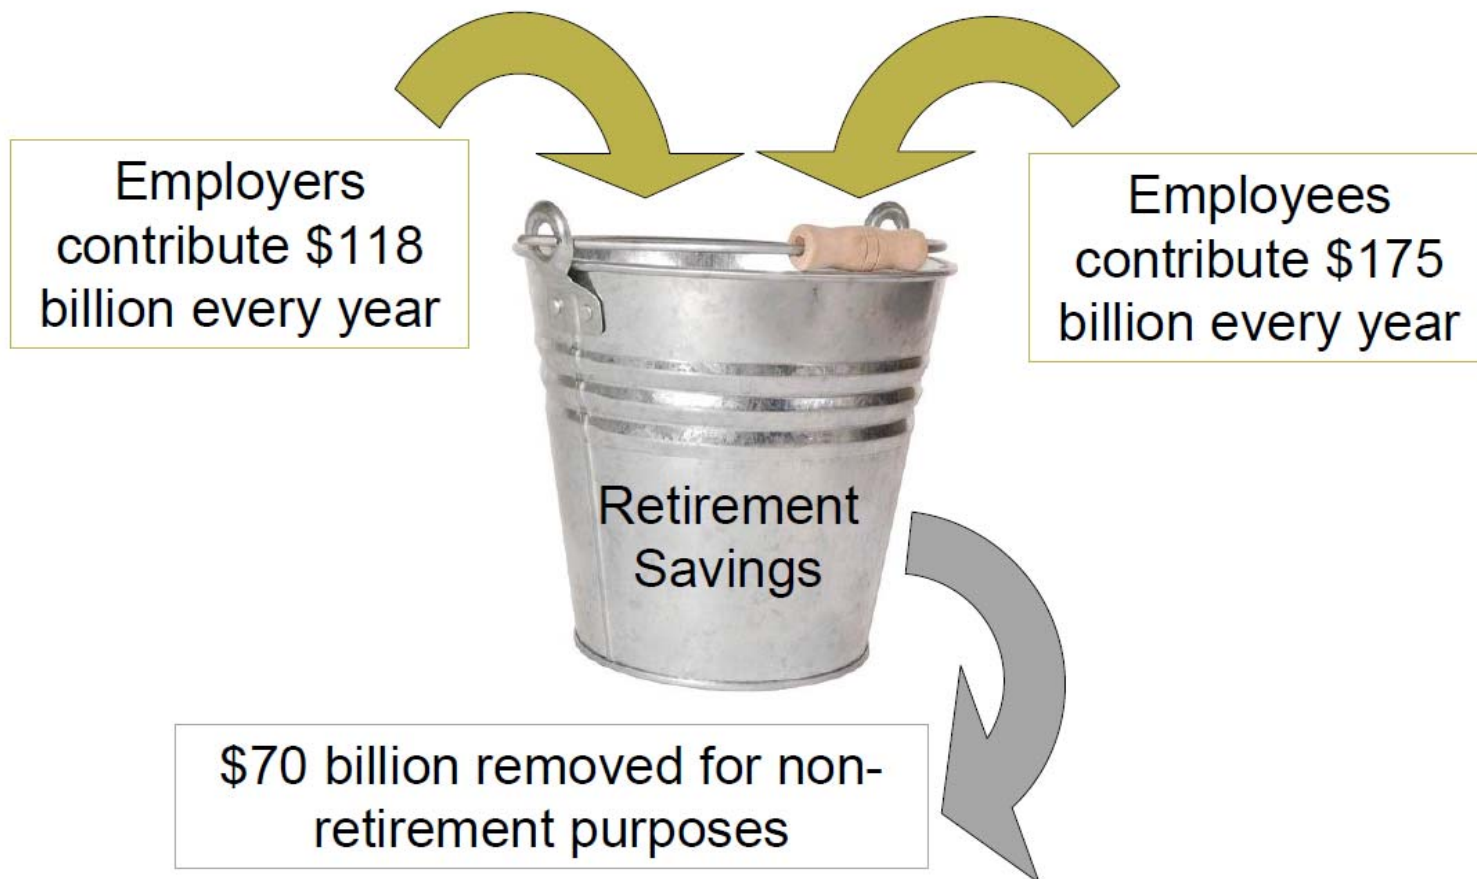 Employers
contribute $118
billion every year
Employees
contribute $175
billion every year
Retirement
Savings
$70 billion removed for non-
retirement purposes